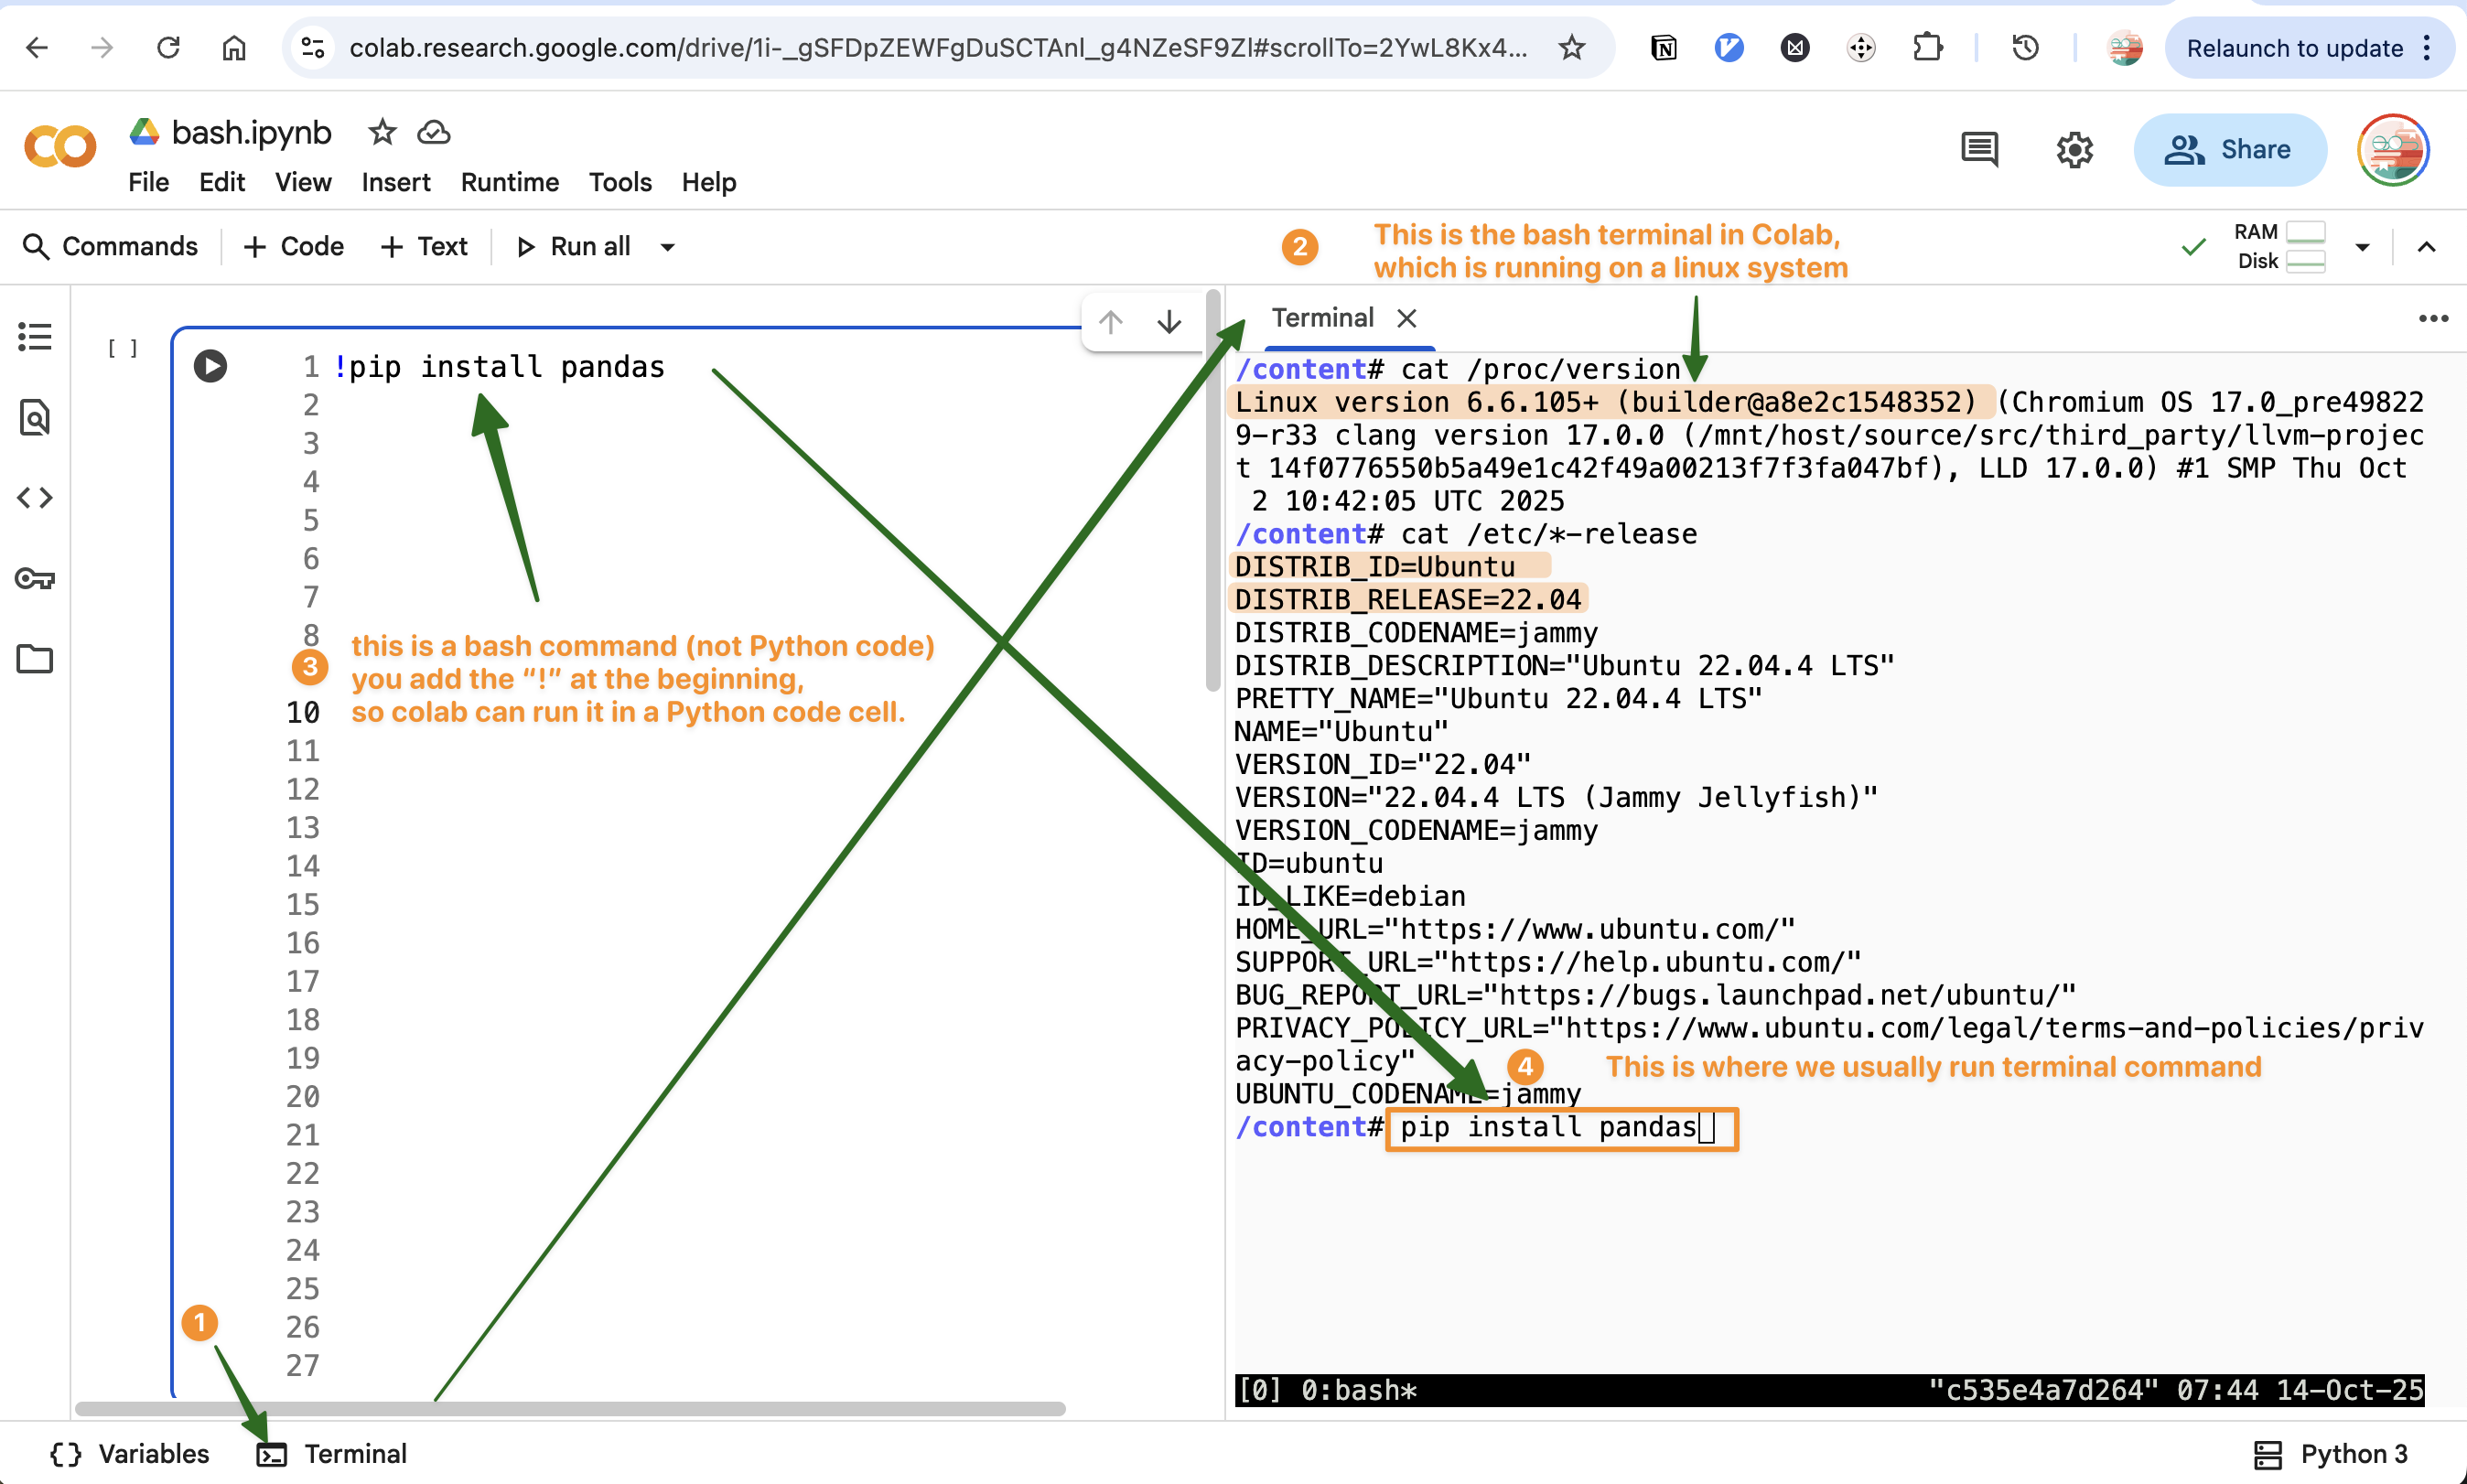 colab.research.google.com/drive/1i-_gSFDpZEWFgDuSCTAnl_g4NZeSF9Zl#scrollTo=2YwL8Kx4...
Relaunch to update
bash.ipynb
File Edit View Insert Runtime Tools Help
Share
Commands + Code + Text Run all
2
This is the bash terminal in Colab,
which is running on a linux system
RAM
Disk
[ ]
1 !pip install pandas
2
3
4
5
6
7
8
3
this is a bash command (not Python code)
you add the “!” at the beginning,
so colab can run it in a Python code cell.
10
11
12
13
14
15
16
17
18
19
20
21
22
23
24
25
26
27
1
Terminal
/content# cat /proc/version
Linux version 6.6.105+ (builder@a8e2c1548352) (Chromium OS 17.0_pre49822
9-r33 clang version 17.0.0 (/mnt/host/source/src/third_party/llvm-projec
t 14f0776550b5a49e1c42f49a00213f7f3fa047bf), LLD 17.0.0) #1 SMP Thu Oct
2 10:42:05 UTC 2025
/content# cat /etc/*-release
DISTRIB_ID=Ubuntu
DISTRIB_RELEASE=22.04
DISTRIB_CODENAME=jammy
DISTRIB_DESCRIPTION="Ubuntu 22.04.4 LTS"
PRETTY_NAME="Ubuntu 22.04.4 LTS"
NAME="Ubuntu"
VERSION_ID="22.04"
VERSION="22.04.4 LTS (Jammy Jellyfish)"
VERSION_CODENAME=jammy
ID=ubuntu
ID_LIKE=debian
HOME_URL="https://www.ubuntu.com/"
SUPPORT_URL="https://help.ubuntu.com/"
BUG_REPORT_URL="https://bugs.launchpad.net/ubuntu/"
PRIVACY_POLICY_URL="https://www.ubuntu.com/legal/terms-and-policies/priv
acy-policy"
4
This is where we usually run terminal command
UBUNTU_CODENAME=jammy
/content# pip install pandas
[0] 0:bash* "c535e4a7d264" 07:44 14-Oct-25
Variables Terminal
Python 3